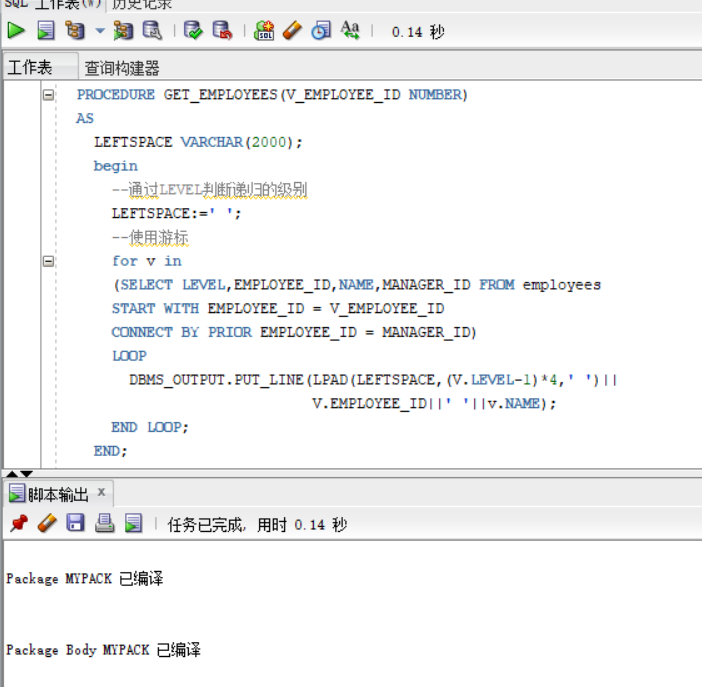 SQL 工作表(W) 历史记录
0.14 秒
工作表 查询构建器
PROCEDURE GET_EMPLOYEES(V_EMPLOYEE_ID NUMBER)
AS
LEFTSPACE VARCHAR(2000);
begin
--通过LEVEL判断递归的级别
LEFTSPACE:=' ';
--使用游标
for v in
(SELECT LEVEL,EMPLOYEE_ID,NAME,MANAGER_ID FROM employees
START WITH EMPLOYEE_ID = V_EMPLOYEE_ID
CONNECT BY PRIOR EMPLOYEE_ID = MANAGER_ID)
LOOP
DBMS_OUTPUT.PUT_LINE(LPAD(LEFTSPACE,(V.LEVEL-1)*4,' ')||
V.EMPLOYEE_ID||' '||v.NAME);
END LOOP;
END;
脚本输出 x
任务已完成, 用时 0.14 秒
Package MYPACK 已编译
Package Body MYPACK 已编译